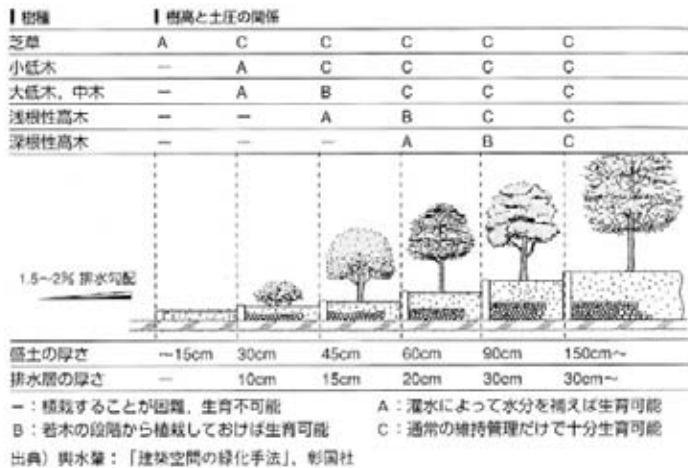 樹種 樹高と土圧の関係
芝草 A C C C C C
小低木 — A C C C C
大低木，中木 — A B C C C
浅根性高木 — — A B C C
深根性高木 — — — A B C
1.5〜2% 排水勾配
盛土の厚さ 〜15cm 30cm 45cm 60cm 90cm 150cm〜
排水層の厚さ — 10cm 15cm 20cm 30cm 30cm〜
—：植栽することが困難，生育不可能 A：灌水によって水分を補えば生育可能
B：若木の段階から植栽しておけば生育可能 C：通常の維持管理だけで十分生育可能
出典）興水肇：「建築空間の緑化手法」，彰国社